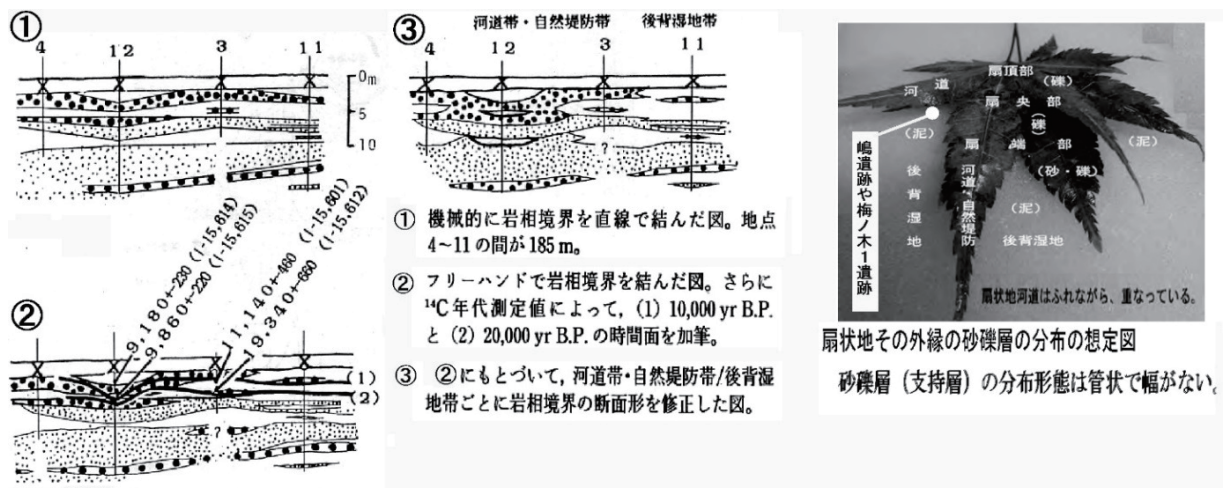 ①
4 12 3 11
0m
5
10
9,180+-230 (I-15,614)
9,860+-220 (I-15,615)
11,140+-460 (I-15,601)
19,340+-660 (I-15,612)
②
(1)
(2)
?
③
河道帯・自然堤防帯 後背湿地帯
4 12 3 11
?
① 機械的に岩相境界を直線で結んだ図。地点
4~11の間が185m。
② フリーハンドで岩相境界を結んだ図。さらに
¹⁴C年代測定値によって,(1) 10,000 yr B.P.
と (2) 20,000 yr B.P. の時間面を加筆。
③ ②にもとづいて,河道帯・自然堤防帯/後背湿
地帯ごとに岩相境界の断面形を修正した図。
扇頂部
(礫)
河道
扇央部
(礫)
(泥)
(泥)
扇端部
(砂・礫)
後背湿地
河道・自然堤防
(泥)
後背湿地
嶋遺跡や梅ノ木1遺跡
扇状地河道はふれながら、重なっている。
扇状地その外縁の砂礫層の分布の想定図
砂礫層(支持層)の分布形態は管状で幅がない。